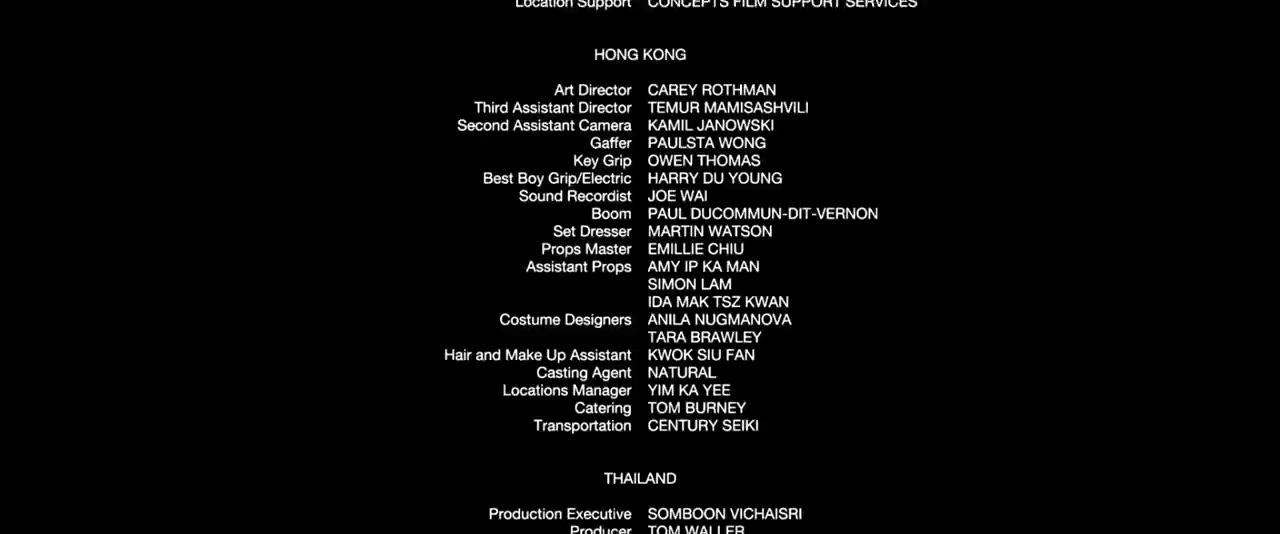 Location Support CONCEPTS FILM SUPPORT SERVICES
HONG KONG
Art Director CAREY ROTHMAN
Third Assistant Director TEMUR MAMISASHVILI
Second Assistant Camera KAMIL JANOWSKI
Gaffer PAULSTA WONG
Key Grip OWEN THOMAS
Best Boy Grip/Electric HARRY DU YOUNG
Sound Recordist JOE WAI
Boom PAUL DUCOMMUN-DIT-VERNON
Set Dresser MARTIN WATSON
Props Master EMILLIE CHIU
Assistant Props AMY IP KA MAN
SIMON LAM
IDA MAK TSZ KWAN
Costume Designers ANILA NUGMANOVA
TARA BRAWLEY
Hair and Make Up Assistant KWOK SIU FAN
Casting Agent NATURAL
Locations Manager YIM KA YEE
Catering TOM BURNEY
Transportation CENTURY SEIKI
THAILAND
Production Executive SOMBOON VICHAISRI
Producer TOM WALLER